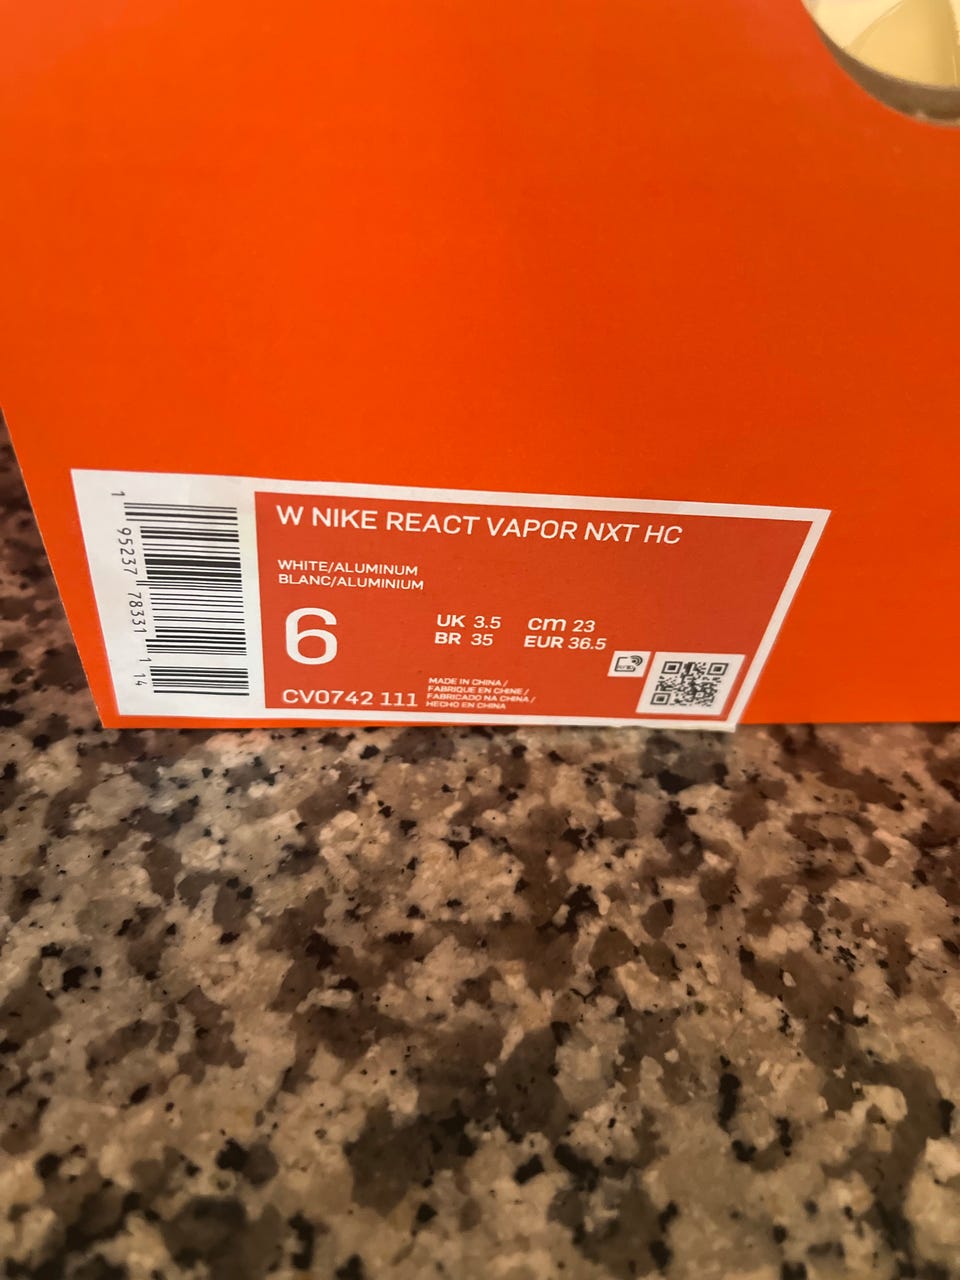 W NIKE REACT VAPOR NXT HC
WHITE/ALUMINUM
BLANC/ALUMINIUM
6
UK 3.5 cm 23
BR 35 EUR 36.5
CV0742 111
MADE IN CHINA /
FABRIQUE EN CHINE /
FABRICADO NA CHINA /
HECHO EN CHINA
1 95237 78331 1 14